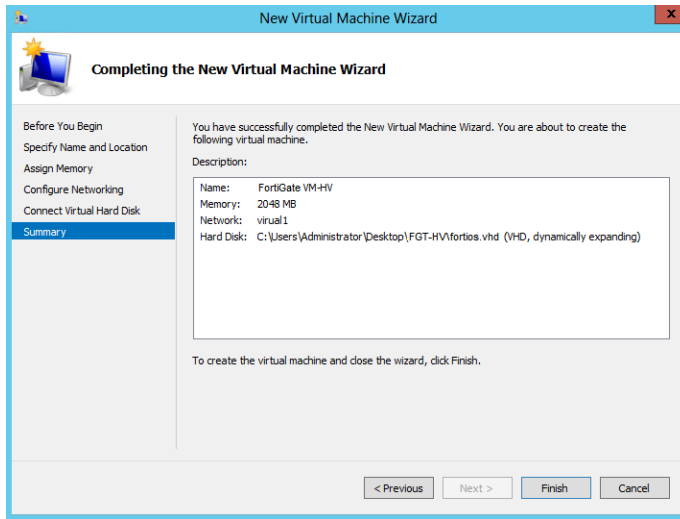 New Virtual Machine Wizard
x
Completing the New Virtual Machine Wizard
Before You Begin
Specify Name and Location
Assign Memory
Configure Networking
Connect Virtual Hard Disk
Summary
You have successfully completed the New Virtual Machine Wizard. You are about to create the
following virtual machine.
Description:
Name: FortiGate VM-HV
Memory: 2048 MB
Network: virual1
Hard Disk: C:\Users\Administrator\Desktop\FGT-HV\fortios.vhd (VHD, dynamically expanding)
To create the virtual machine and close the wizard, click Finish.
< Previous
Next >
Finish
Cancel